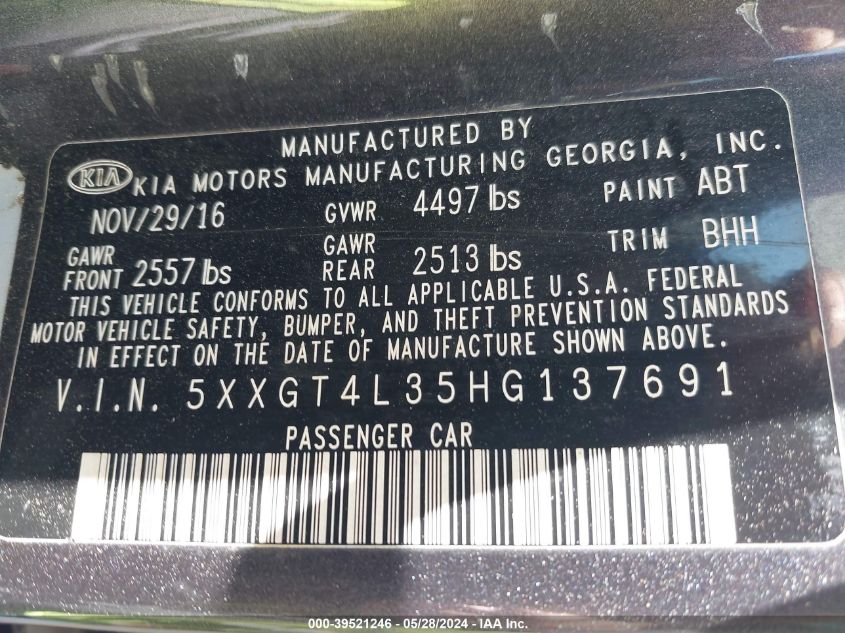 MANUFACTURED BY
KIA KIA MOTORS MANUFACTURING GEORGIA, INC.
NOV/29/16 GVWR 4497 lbs PAINT ABT
GAWR FRONT 2557 lbs GAWR REAR 2513 lbs TRIM BHH
THIS VEHICLE CONFORMS TO ALL APPLICABLE U.S.A. FEDERAL
MOTOR VEHICLE SAFETY, BUMPER, AND THEFT PREVENTION STANDARDS
IN EFFECT ON THE DATE OF MANUFACTURE SHOWN ABOVE.
V.I.N. 5XXGT4L35HG137691
PASSENGER CAR
000-39521246 - 05/28/2024 - IAA Inc.